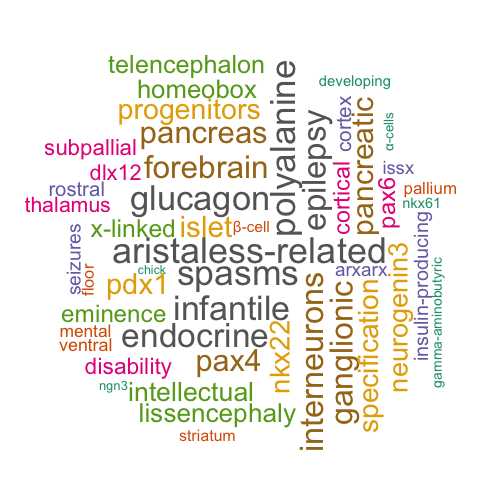 telencephalon
developing
homeobox
polyalanine
progenitors
epilepsy
cortex
pancreatic
α-cells
pancreas
subpallial
forebrain
issx
dlx12
cortical
pax6
rostral
pallium
glucagon
nkx61
thalamus
x-linked
islet
β-cell
seizures
floor
aristaless-related
insulin-producing
gamma-aminobutyric
chick
spasms
arxarx
pdx1
neurogenin3
interneurons
ganglionic
specification
infantile
eminence
nkx22
mental
endocrine
ventral
disability
pax4
ngn3
intellectual
lissencephaly
striatum